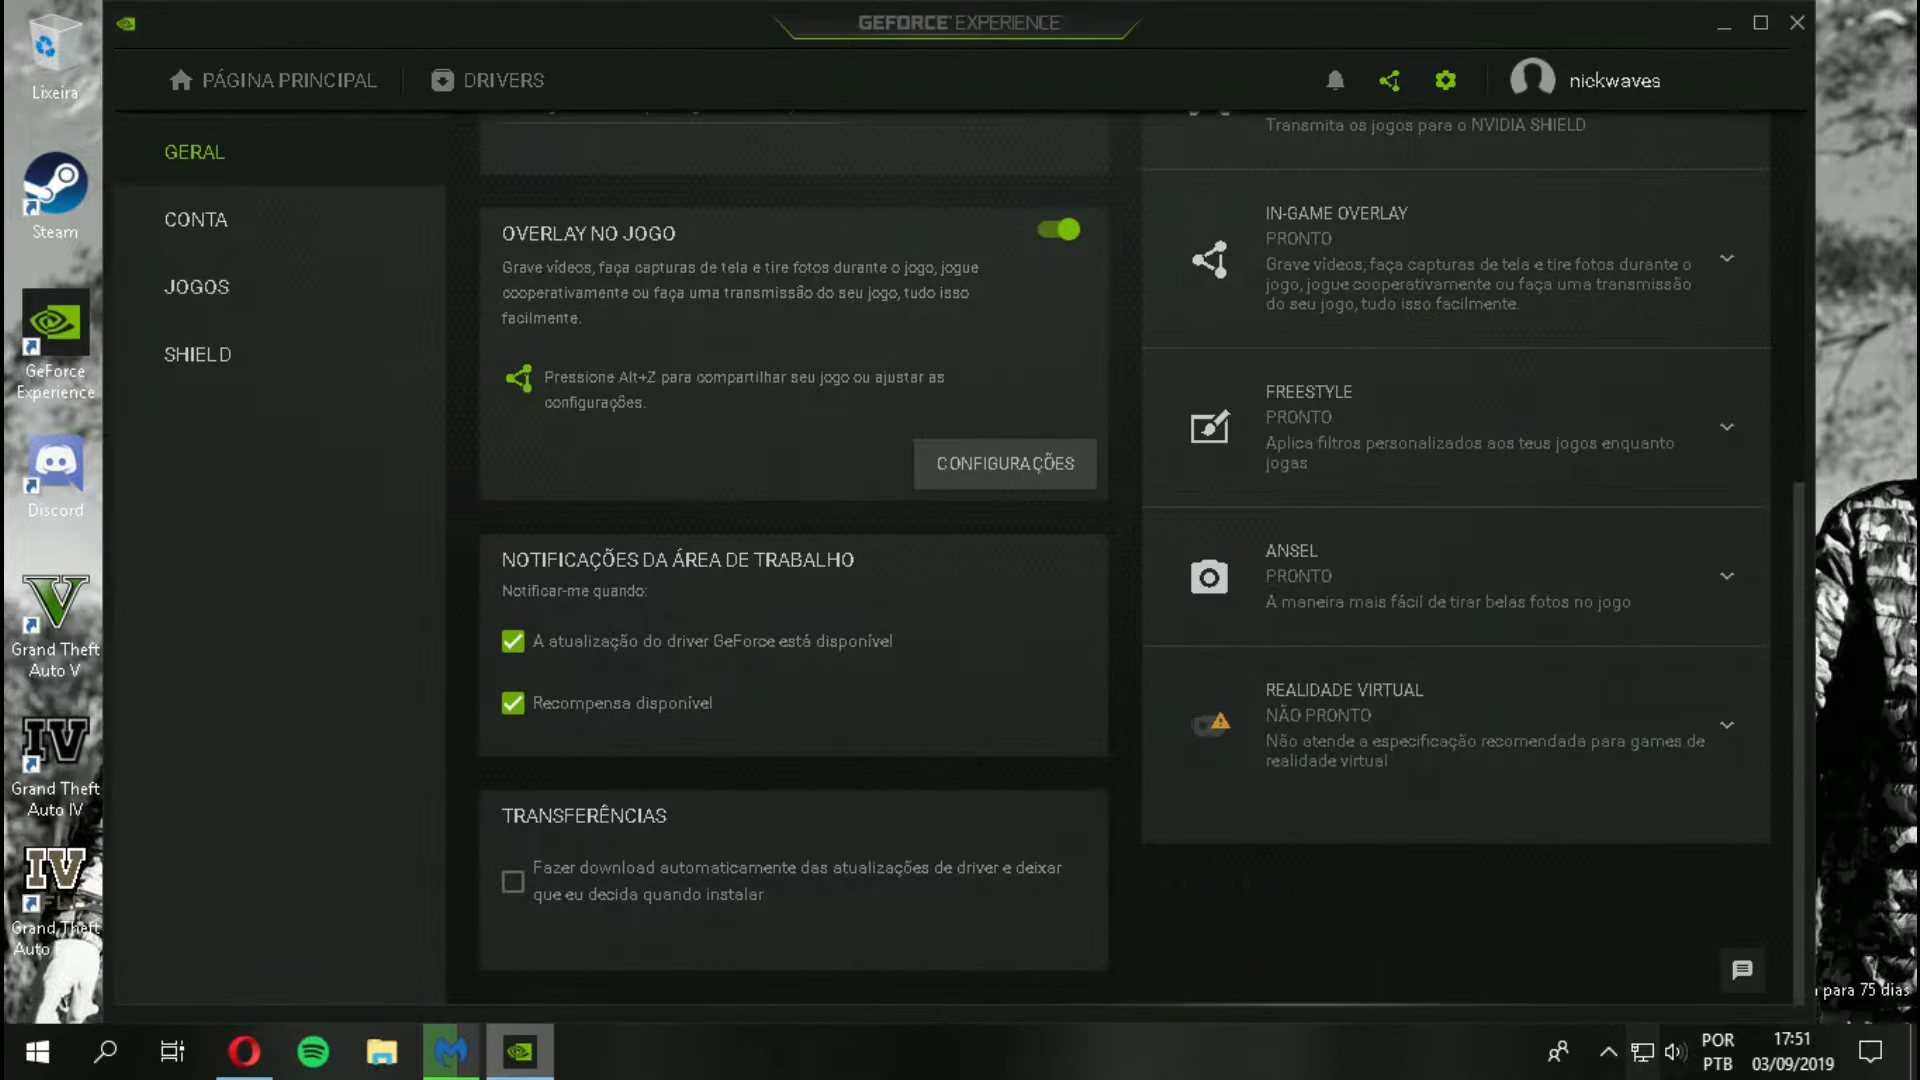 GEFORCE EXPERIENCE
PÁGINA PRINCIPAL
DRIVERS
nickwaves
Lixeira
Steam
GeForce
Experience
Discord
Grand Theft
Auto V
Grand Theft
Auto IV
Grand Theft
Auto
GERAL
CONTA
JOGOS
SHIELD
OVERLAY NO JOGO
Grave vídeos, faça capturas de tela e tire fotos durante o jogo, jogue
cooperativamente ou faça uma transmissão do seu jogo, tudo isso
facilmente.
Pressione Alt+Z para compartilhar seu jogo ou ajustar as
configurações.
CONFIGURAÇÕES
NOTIFICAÇÕES DA ÁREA DE TRABALHO
Notificar-me quando:
A atualização do driver GeForce está disponível
Recompensa disponível
TRANSFERÊNCIAS
Fazer download automaticamente das atualizações de driver e deixar
que eu decida quando instalar
Transmita os jogos para o NVIDIA SHIELD
IN-GAME OVERLAY
PRONTO
Grave vídeos, faça capturas de tela e tire fotos durante o
jogo, jogue cooperativamente ou faça uma transmissão
do seu jogo, tudo isso facilmente.
FREESTYLE
PRONTO
Aplica filtros personalizados aos teus jogos enquanto
jogas
ANSEL
PRONTO
A maneira mais fácil de tirar belas fotos no jogo
REALIDADE VIRTUAL
NÃO PRONTO
Não atende a especificação recomendada para games de
realidade virtual
para 75 dias
POR
PTB
17:51
03/09/2019